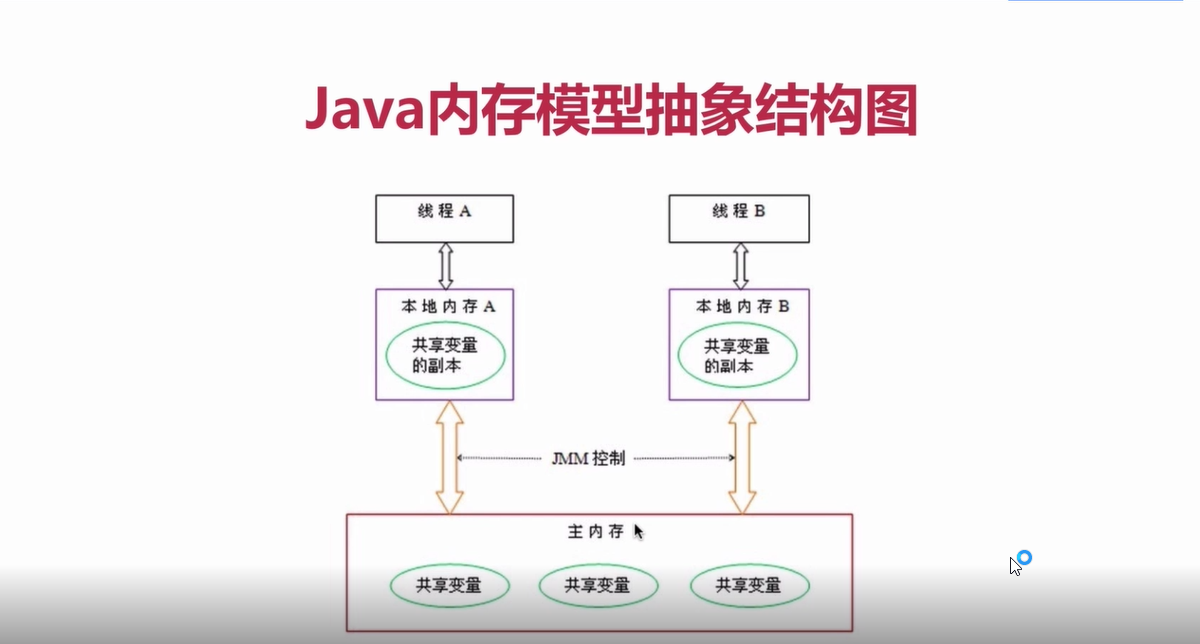 Java内存模型抽象结构图
线程 A
线程 B
本地内存 A
本地内存 B
共享变量
的副本
共享变量
的副本
JMM 控制
主内存
共享变量
共享变量
共享变量